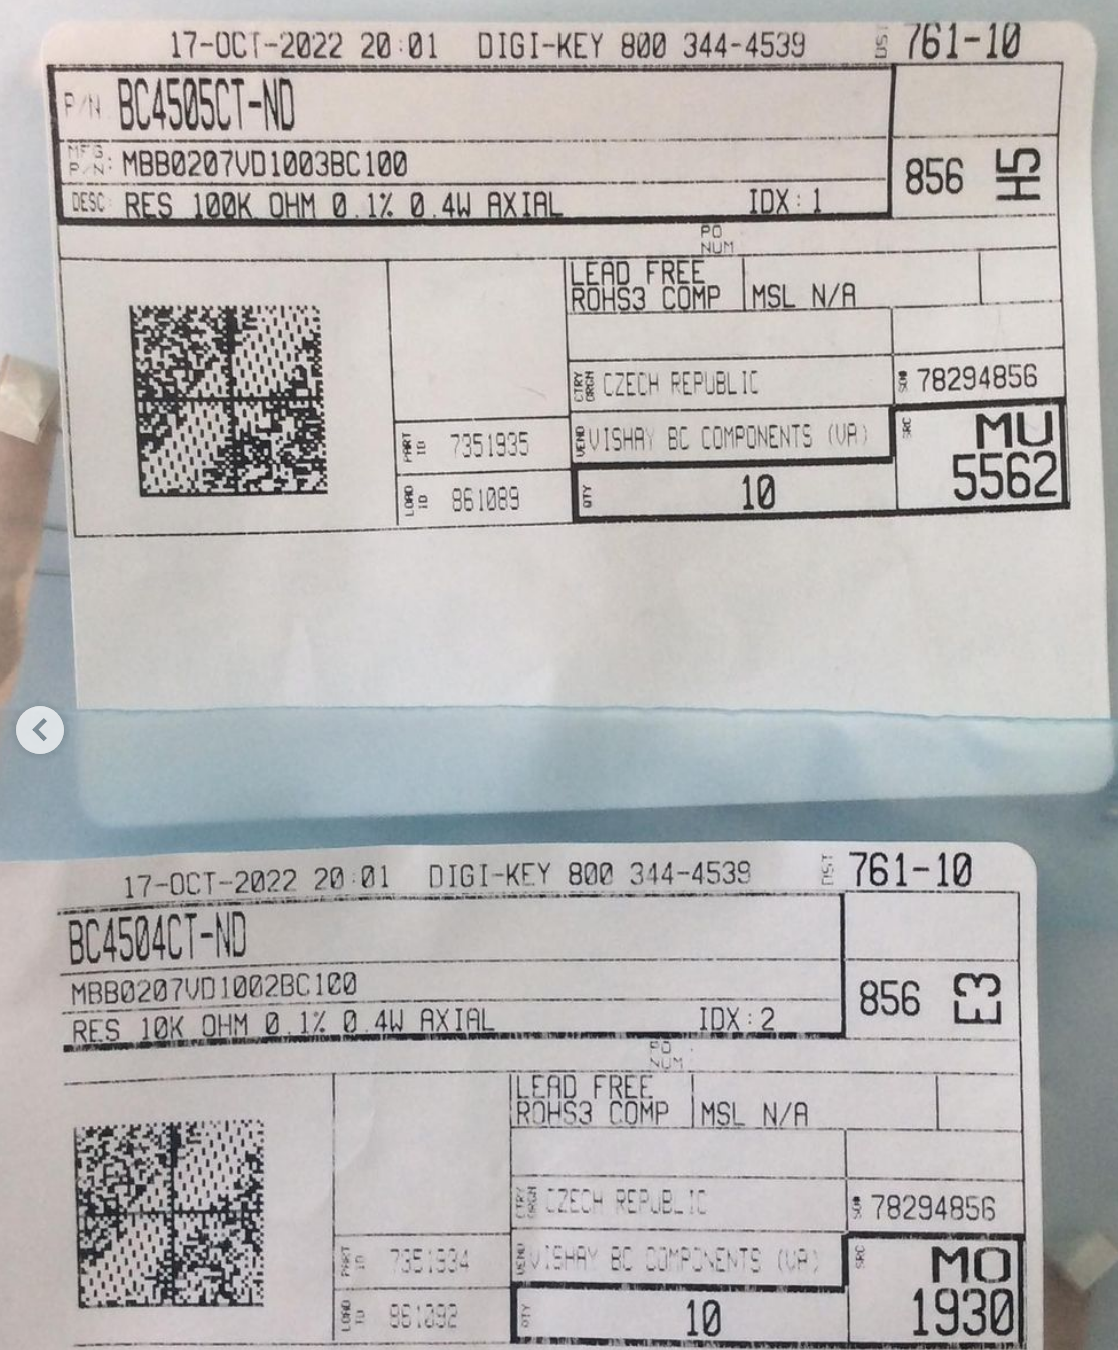 17-OCT-2022 20:01 DIGI-KEY 800 344-4539 DST 761-10
P/N BC4505CT-ND
MFG P/N: MBB0207VD1003BC100
856 H5
DESC: RES 100K OHM 0.1% 0.4W AXIAL IDX:1
PO
NUM
LEAD FREE
ROHS3 COMP MSL N/A
CTRY ORGN CZECH REPUBLIC SO# 78294856
PART ID 7351935 VEND VISHAY BC COMPONENTS (VA) SRC MU
5562
LOAD ID 861089 QTY 10
17-OCT-2022 20:01 DIGI-KEY 800 344-4539 DST 761-10
BC4504CT-ND
MBB0207VD1002BC100
856 E3
RES 10K OHM 0.1% 0.4W AXIAL IDX:2
PO
NUM
LEAD FREE
ROHS3 COMP MSL N/A
CTRY ORGN CZECH REPUBLIC SO# 78294856
PART ID 7351934 VEND VISHAY BC COMPONENTS (VA) SRC MO
1930
LOAD ID 861092 QTY 10